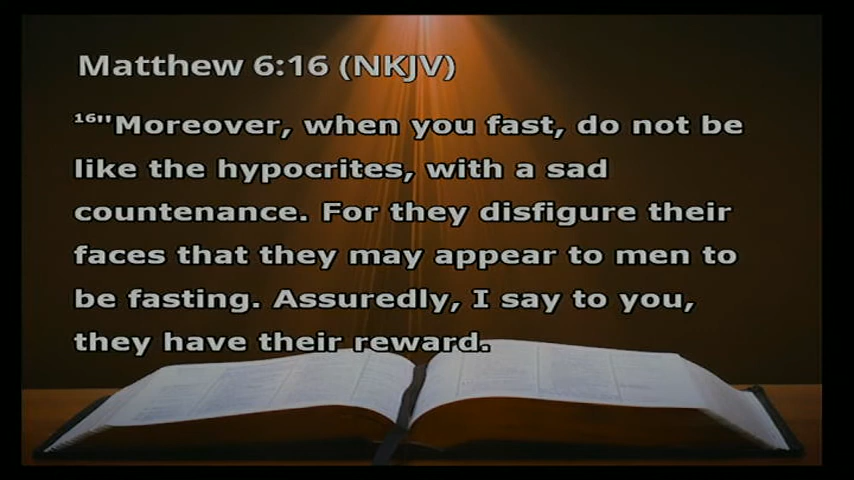 Matthew 6:16 (NKJV)
16"Moreover, when you fast, do not be
like the hypocrites, with a sad
countenance. For they disfigure their
faces that they may appear to men to
be fasting. Assuredly, I say to you,
they have their reward.